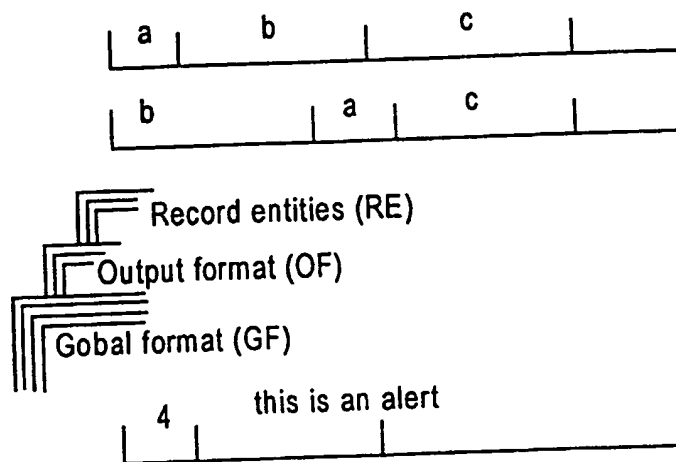 a b c
b a c
Record entities (RE)
Output format (OF)
Gobal format (GF)
4 this is an alert